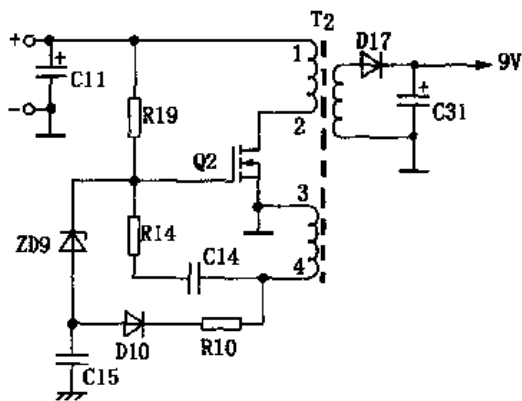 T2
+
1
D17
+
C11
9V
-
R19
2
+
C31
Q2
3
R14
ZD9
C14
4
D10
R10
C15